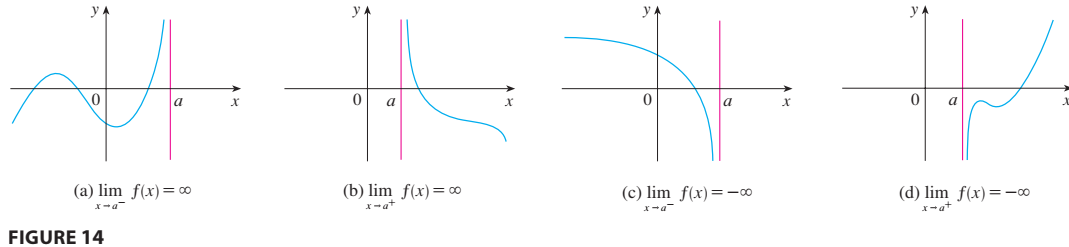 y
0
a
x
y
0
a
x
y
0
a
x
y
0
a
x
(a) lim x→a⁻ f(x) = ∞
(b) lim x→a⁺ f(x) = ∞
(c) lim x→a⁻ f(x) = −∞
(d) lim x→a⁺ f(x) = −∞
FIGURE 14